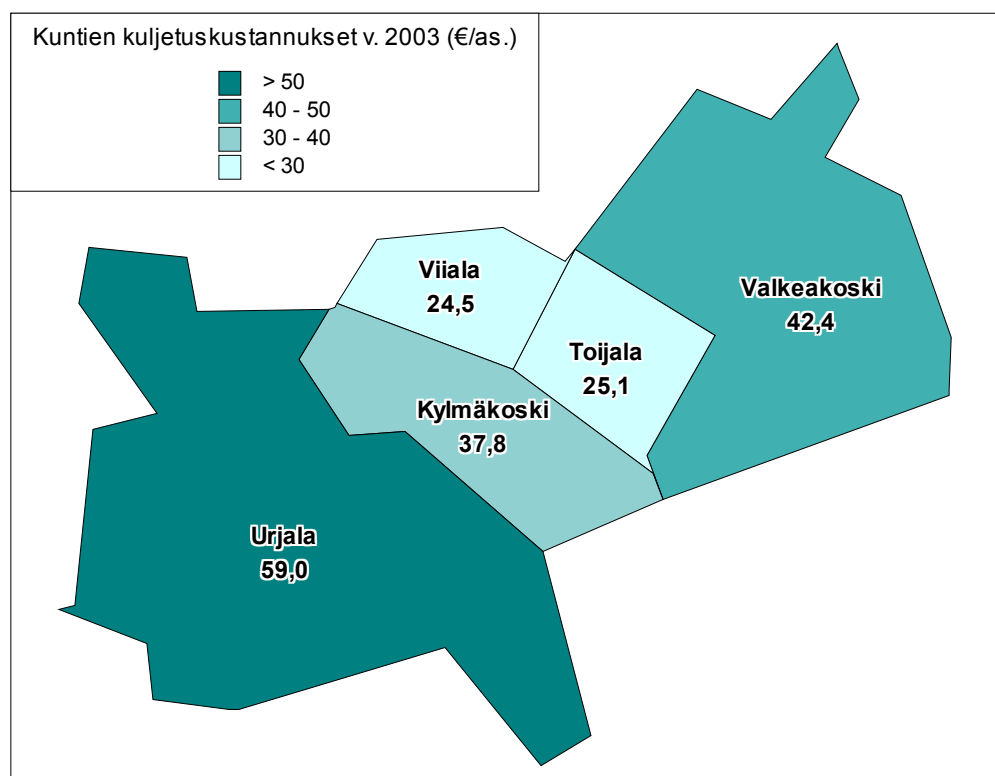 Kuntien kuljetuskustannukset v. 2003 (€/as.)
> 50
40 - 50
30 - 40
< 30
Viiala
24,5
Valkeakoski
42,4
Toijala
25,1
Kylmäkoski
37,8
Urjala
59,0